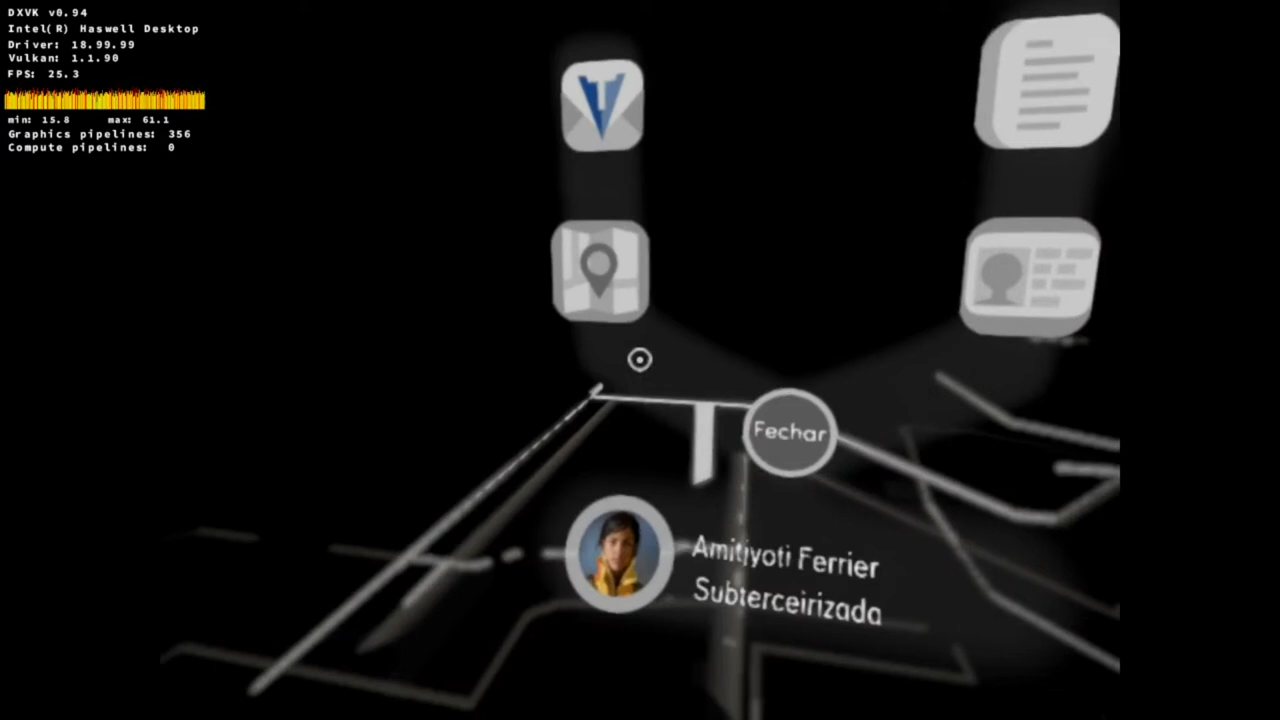 DXVK v0.94
Intel(R) Haswell Desktop
Driver: 18.99.99
Vulkan: 1.1.90
FPS: 25.3
min: 15.8 max: 61.1
Graphics pipelines: 356
Compute pipelines: 0
Fechar
Amitjyoti Ferrier
Subterceirizada